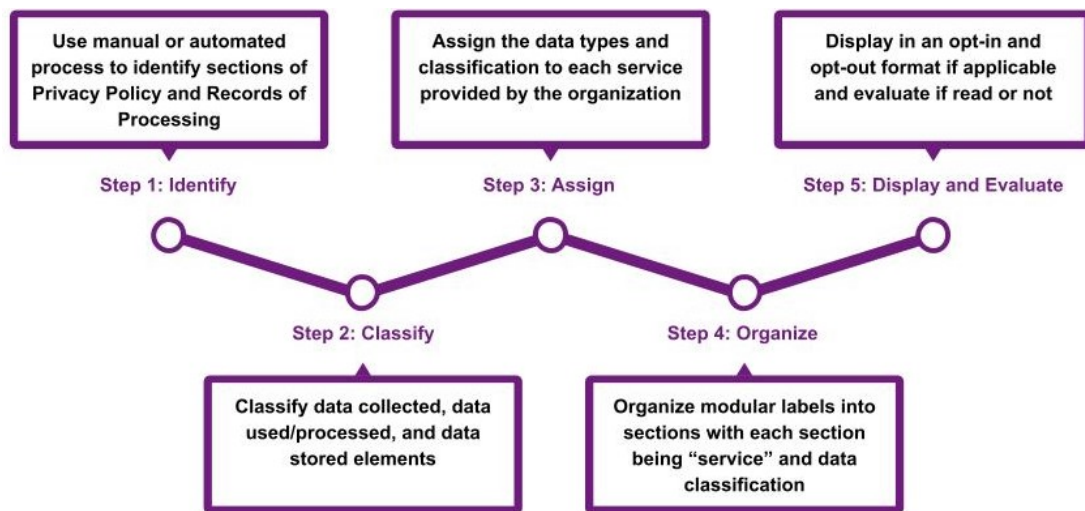 Use manual or automated
process to identify sections of
Privacy Policy and Records of
Processing
Step 1: Identify
Classify data collected, data
used/processed, and data
stored elements
Step 2: Classify
Assign the data types and
classification to each service
provided by the organization
Step 3: Assign
Organize modular labels into
sections with each section
being “service” and data
classification
Step 4: Organize
Display in an opt-in and
opt-out format if applicable
and evaluate if read or not
Step 5: Display and Evaluate